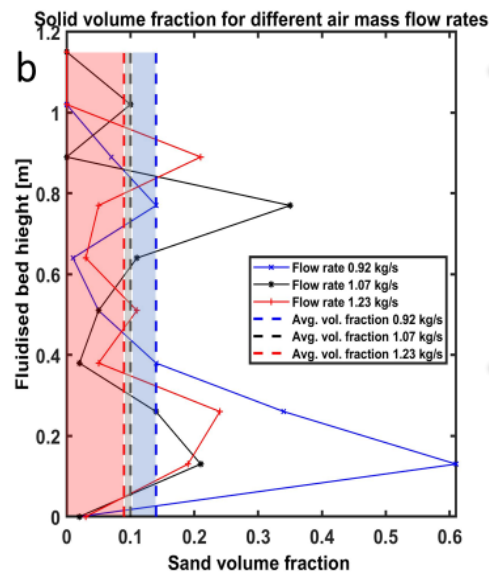 Solid volume fraction for different air mass flow rates
b
Fluidised bed hieght [m]
1.2
1
0.8
0.6
0.4
0.2
0
Flow rate 0.92 kg/s
Flow rate 1.07 kg/s
Flow rate 1.23 kg/s
Avg. vol. fraction 0.92 kg/s
Avg. vol. fraction 1.07 kg/s
Avg. vol. fraction 1.23 kg/s
0 0.1 0.2 0.3 0.4 0.5 0.6
Sand volume fraction